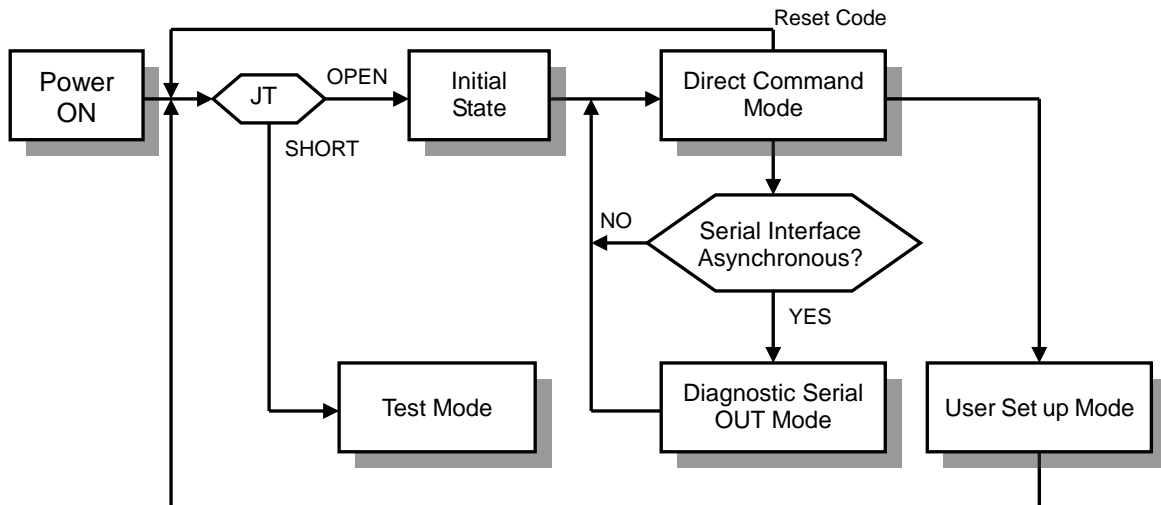 Reset Code
Power
ON
JT
OPEN
SHORT
Initial
State
Direct Command
Mode
NO
Serial Interface
Asynchronous?
YES
Test Mode
Diagnostic Serial
OUT Mode
User Set up Mode